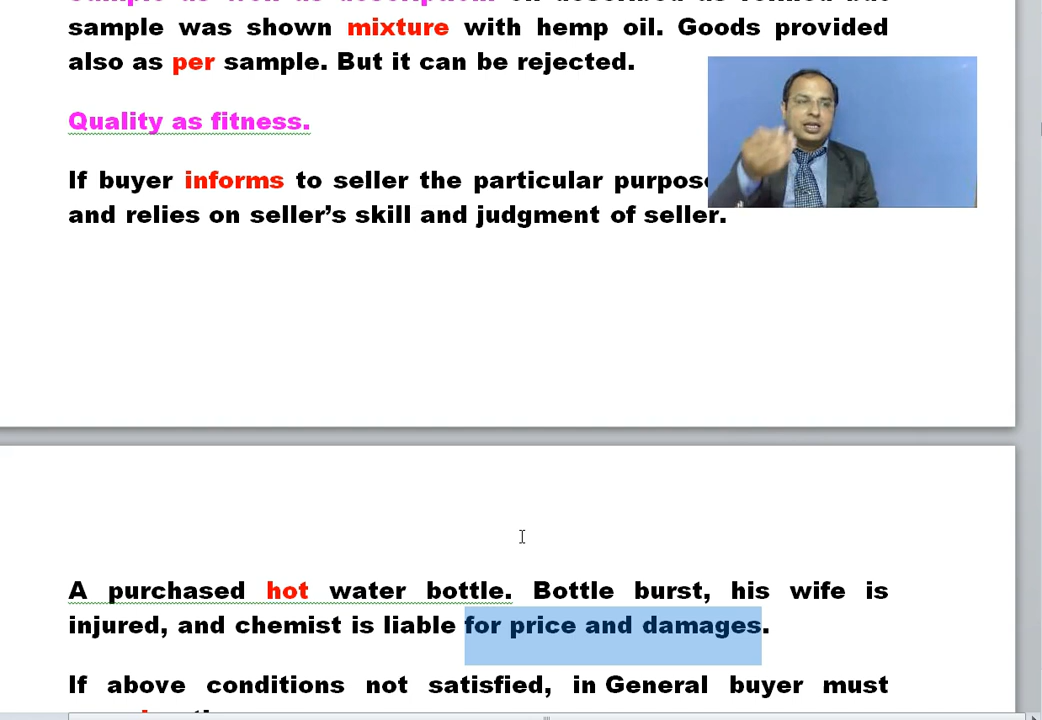 sample was shown mixture with hemp oil. Goods provided
also as per sample. But it can be rejected.
Quality as fitness.
If buyer informs to seller the particular purpose
and relies on seller’s skill and judgment of seller.
A purchased hot water bottle. Bottle burst, his wife is
injured, and chemist is liable for price and damages.
If above conditions not satisfied, in General buyer must